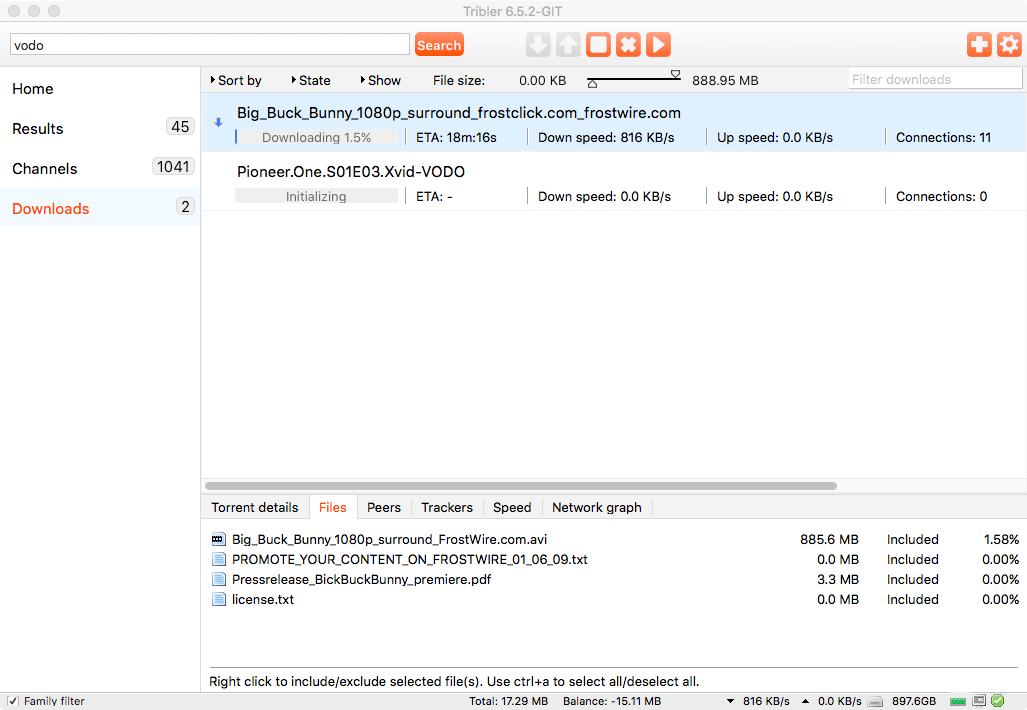 Tribler 6.5.2-GIT
vodo Search
Home
Results 45
Channels 1041
Downloads 2
Sort by State Show File size: 0.00 KB 888.95 MB Filter downloads
Big_Buck_Bunny_1080p_surround_frostclick.com_frostwire.com
Downloading 1.5% ETA: 18m:16s Down speed: 816 KB/s Up speed: 0.0 KB/s Connections: 11
Pioneer.One.S01E03.Xvid-VODO
Initializing ETA: - Down speed: 0.0 KB/s Up speed: 0.0 KB/s Connections: 0
Torrent details Files Peers Trackers Speed Network graph
Big_Buck_Bunny_1080p_surround_FrostWire.com.avi 885.6 MB Included 1.58%
PROMOTE_YOUR_CONTENT_ON_FROSTWIRE_01_06_09.txt 0.0 MB Included 0.00%
Pressrelease_BickBuckBunny_premiere.pdf 3.3 MB Included 0.00%
license.txt 0.0 MB Included 0.00%
Right click to include/exclude selected file(s). Use ctrl+a to select all/deselect all.
Family filter Total: 17.29 MB Balance: -15.11 MB 816 KB/s 0.0 KB/s 897.6GB